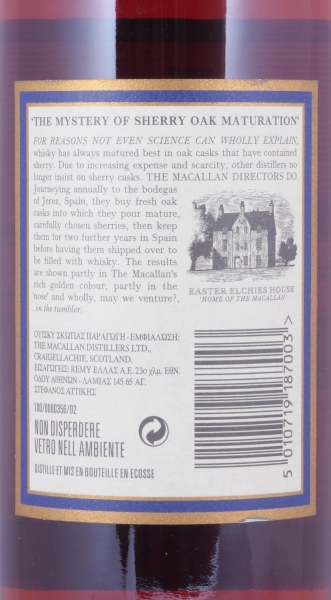 'THE MYSTERY OF SHERRY OAK MATURATION'
FOR REASONS NOT EVEN SCIENCE CAN WHOLLY EXPLAIN,
whisky has always matured best in oak casks that have contained
sherry. Due to increasing expense and scarcity, other distillers no
longer insist on sherry casks. THE MACALLAN DIRECTORS DO.
Journeying annually to the bodegas
of Jerez, Spain, they buy fresh oak
casks into which they pour mature,
carefully chosen sherries, then keep
them for two further years in Spain
before having them shipped over to
be filled with whisky. The results
are shown partly in The Macallan's
rich golden colour, partly in the
'nose' and wholly, may we venture?,
..in the tumbler.
EASTER ELCHIES HOUSE
'HOME OF THE MACALLAN'
ΟΥΙΣΚΥ ΣΚΩΤΙΑΣ ΠΑΡΑΓΩΓΗ - ΕΜΦΙΑΛΩΣΗ:
THE MACALLAN DISTILLERS LTD.,
CRAIGELLACHIE, SCOTLAND.
ΕΙΣΑΓΩΓΕΙΣ: REMY ΕΛΛΑΣ Α.Ε. 23ο χλμ. ΕΘΝ.
ΟΔΟΥ ΑΘΗΝΩΝ - ΛΑΜΙΑΣ 145 65 ΑΓ.
ΣΤΕΦΑΝΟΣ ΑΤΤΙΚΗΣ
100/0000356/02
NON DISPERDERE
VETRO NELL AMBIENTE
DISTILLE ET MIS EN BOUTEILLE EN ECOSSE
5 010719 187003 >